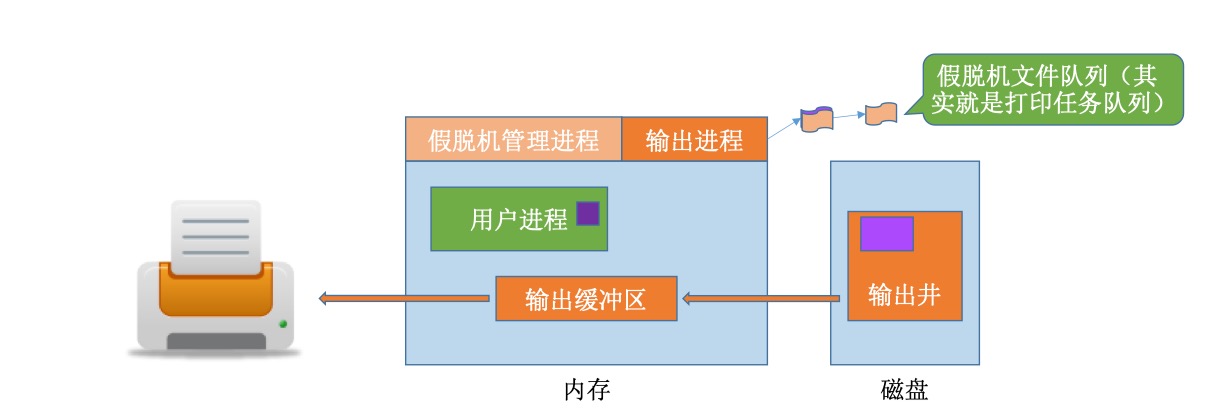 假脱机文件队列（其
实就是打印任务队列）
假脱机管理进程
输出进程
用户进程
输出缓冲区
输出井
内存
磁盘